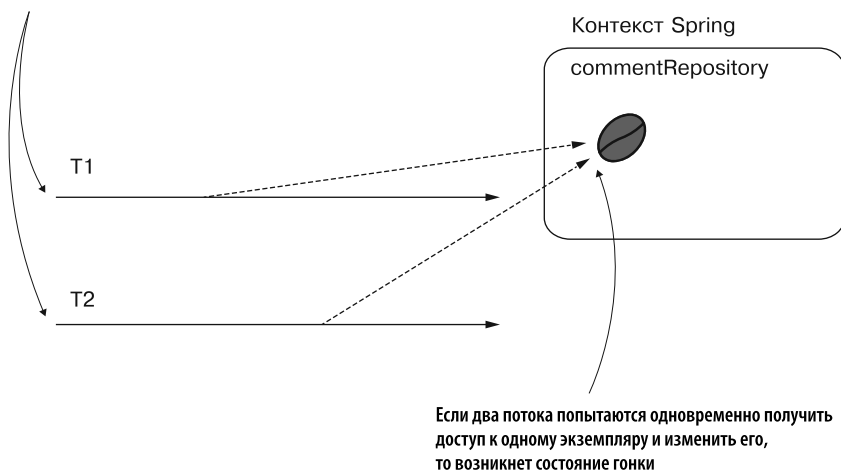 Контекст Spring
commentRepository
T1
T2
Если два потока попытаются одновременно получить
доступ к одному экземпляру и изменить его,
то возникнет состояние гонки